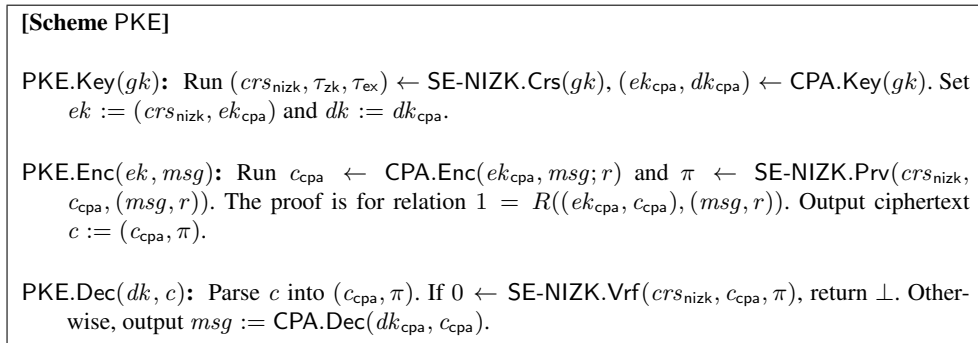 [Scheme PKE]
PKE.Key(gk): Run (crs_nizk, τ_zk, τ_ex) ← SE-NIZK.Crs(gk), (ek_cpa, dk_cpa) ← CPA.Key(gk). Set
ek := (crs_nizk, ek_cpa) and dk := dk_cpa.
PKE.Enc(ek, msg): Run c_cpa ← CPA.Enc(ek_cpa, msg; r) and π ← SE-NIZK.Prv(crs_nizk,
c_cpa, (msg, r)). The proof is for relation 1 = R((ek_cpa, c_cpa), (msg, r)). Output ciphertext
c := (c_cpa, π).
PKE.Dec(dk, c): Parse c into (c_cpa, π). If 0 ← SE-NIZK.Vrf(crs_nizk, c_cpa, π), return ⊥. Other-
wise, output msg := CPA.Dec(dk_cpa, c_cpa).